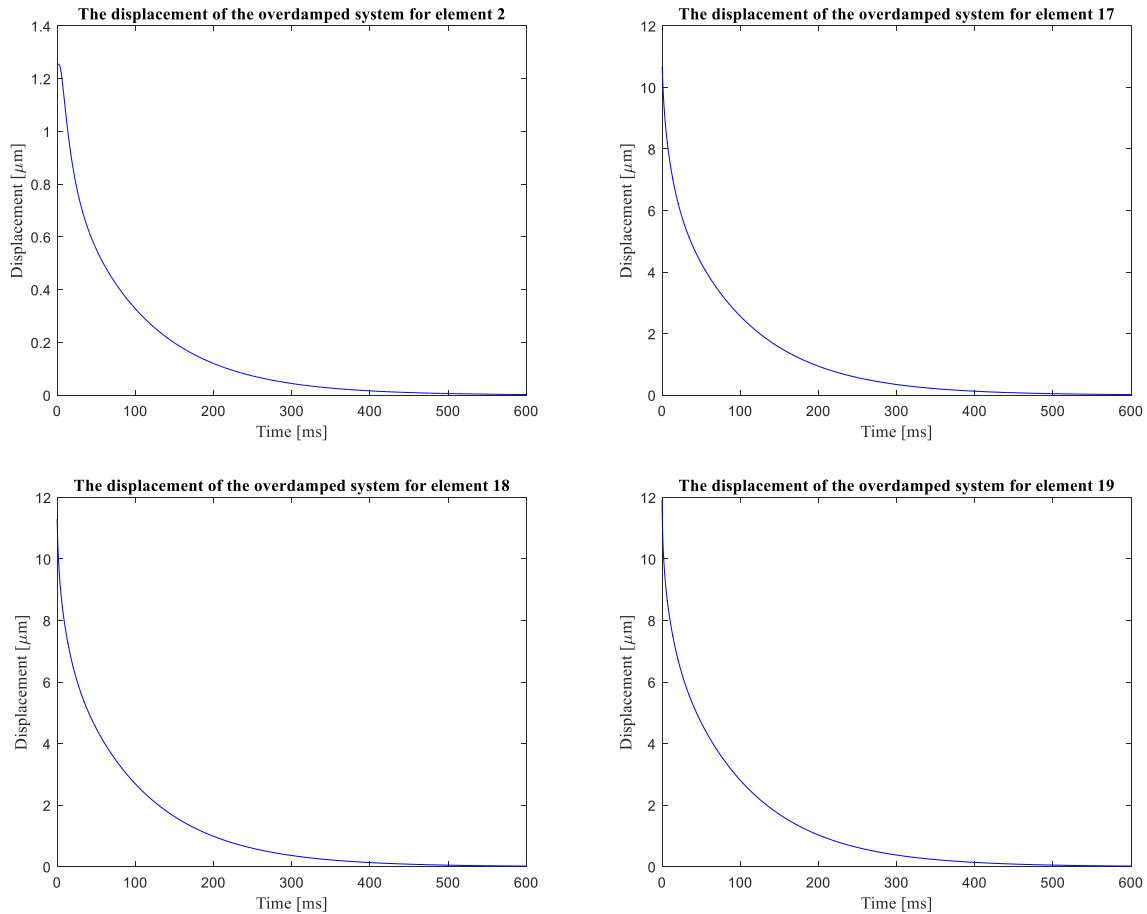 The displacement of the overdamped system for element 2
1.4
1.2
1
0.8
0.6
0.4
0.2
0
Displacement [μm]
0 100 200 300 400 500 600
Time [ms]
The displacement of the overdamped system for element 17
12
10
8
6
4
2
0
Displacement [μm]
0 100 200 300 400 500 600
Time [ms]
The displacement of the overdamped system for element 18
12
10
8
6
4
2
0
Displacement [μm]
0 100 200 300 400 500 600
Time [ms]
The displacement of the overdamped system for element 19
12
10
8
6
4
2
0
Displacement [μm]
0 100 200 300 400 500 600
Time [ms]